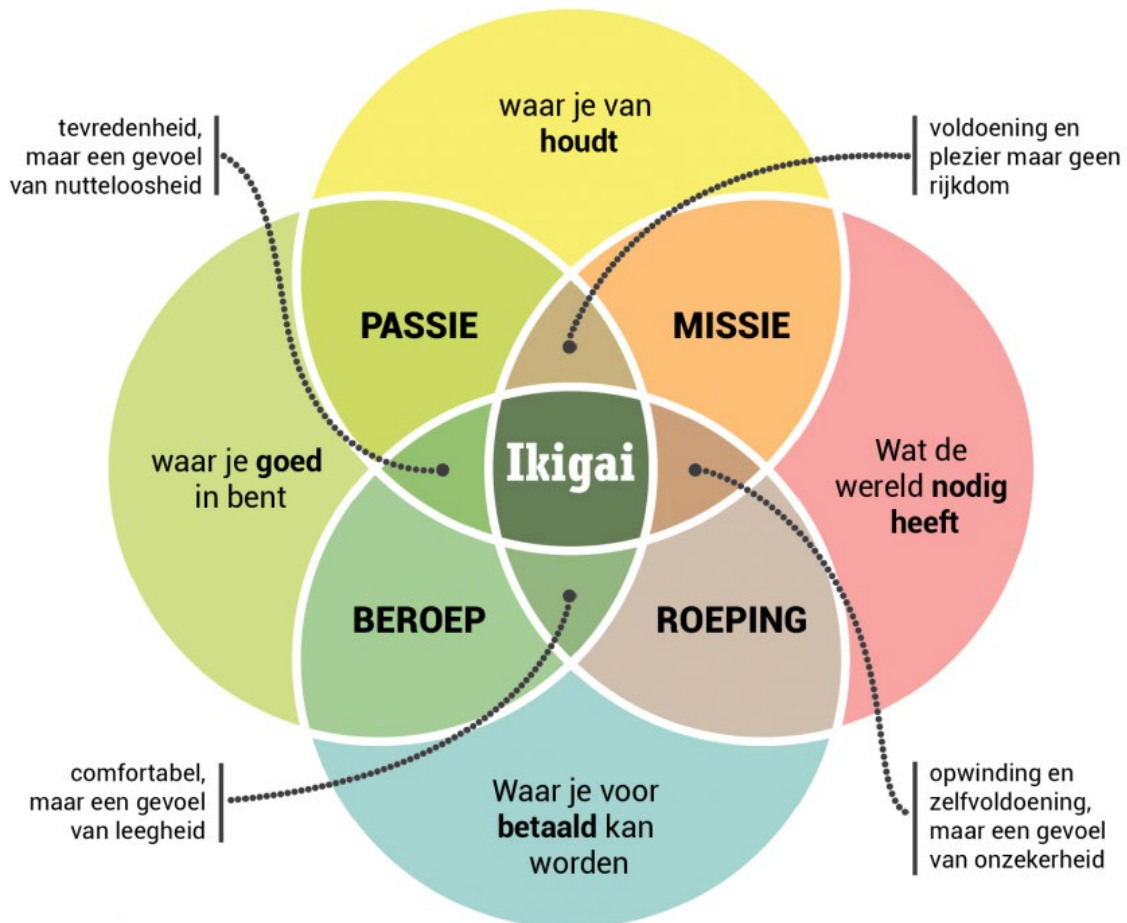 waar je van
houdt
tevredenheid,
maar een gevoel
van nutteloosheid
voldoening en
plezier maar geen
rijkdom
PASSIE
MISSIE
waar je goed
in bent
Ikigai
Wat de
wereld nodig
heeft
BEROEP
ROEPING
comfortabel,
maar een gevoel
van leegheid
Waar je voor
betaald kan
worden
opwinding en
zelfvoldoening,
maar een gevoel
van onzekerheid